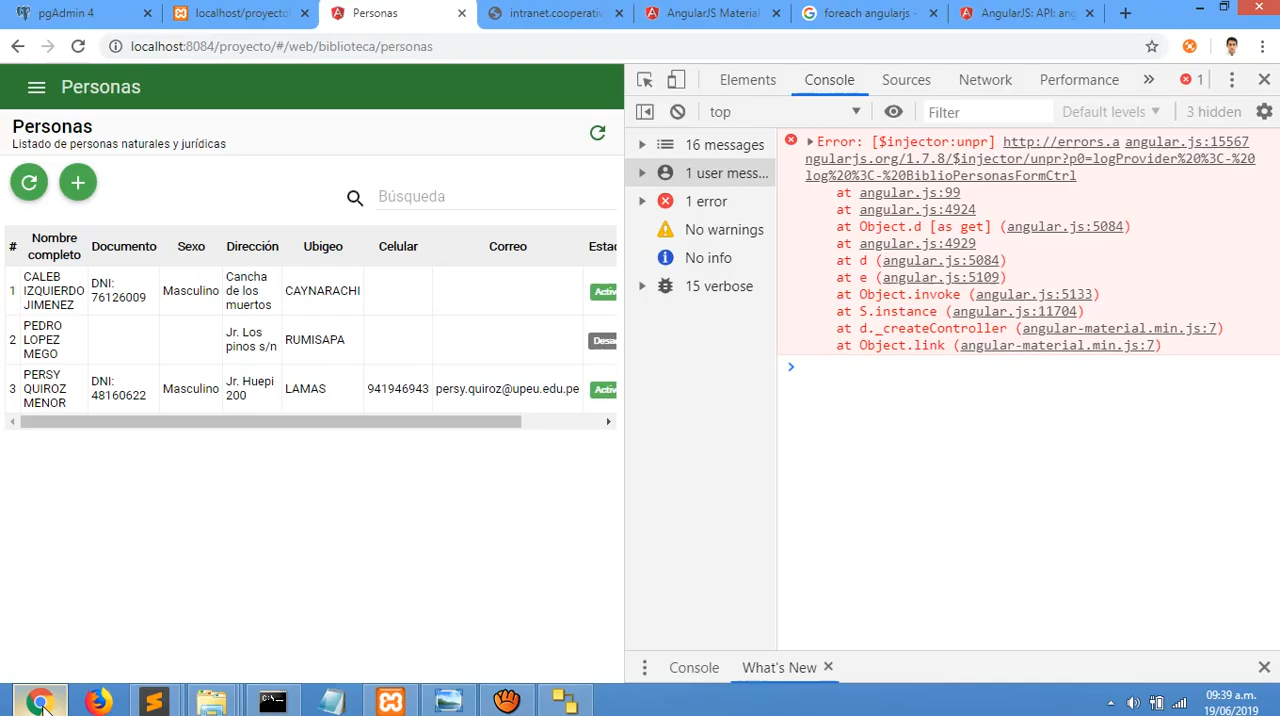 pgAdmin 4
localhost/proyectol
Personas
intranet.cooperativ
AngularJS Material
foreach angularjs -
AngularJS: API: ang
localhost:8084/proyecto/#/web/biblioteca/personas
Personas
Personas
Listado de personas naturales y jurídicas
Búsqueda
# Nombre completo Documento Sexo Dirección Ubigeo Celular Correo Estac
1 CALEB IZQUIERDO JIMENEZ DNI: 76126009 Masculino Cancha de los muertos CAYNARACHI Activ
2 PEDRO LOPEZ MEGO Jr. Los pinos s/n RUMISAPA Desa
3 PERSY QUIROZ MENOR DNI: 48160622 Masculino Jr. Huepi 200 LAMAS 941946943 persy.quiroz@upeu.edu.pe Activ
Elements Console Sources Network Performance » 1
top Filter Default levels 3 hidden
16 messages
1 user mess...
1 error
No warnings
No info
15 verbose
Error: [$injector:unpr] http://errors.a angular.js:15567
ngularjs.org/1.7.8/$injector/unpr?p0=logProvider%20%3C-%20
log%20%3C-%20BiblioPersonasFormCtrl
at angular.js:99
at angular.js:4924
at Object.d [as get] (angular.js:5084)
at angular.js:4929
at d (angular.js:5084)
at e (angular.js:5109)
at Object.invoke (angular.js:5133)
at S.instance (angular.js:11704)
at d._createController (angular-material.min.js:7)
at Object.link (angular-material.min.js:7)
Console What's New
09:39 a.m.
19/06/2019